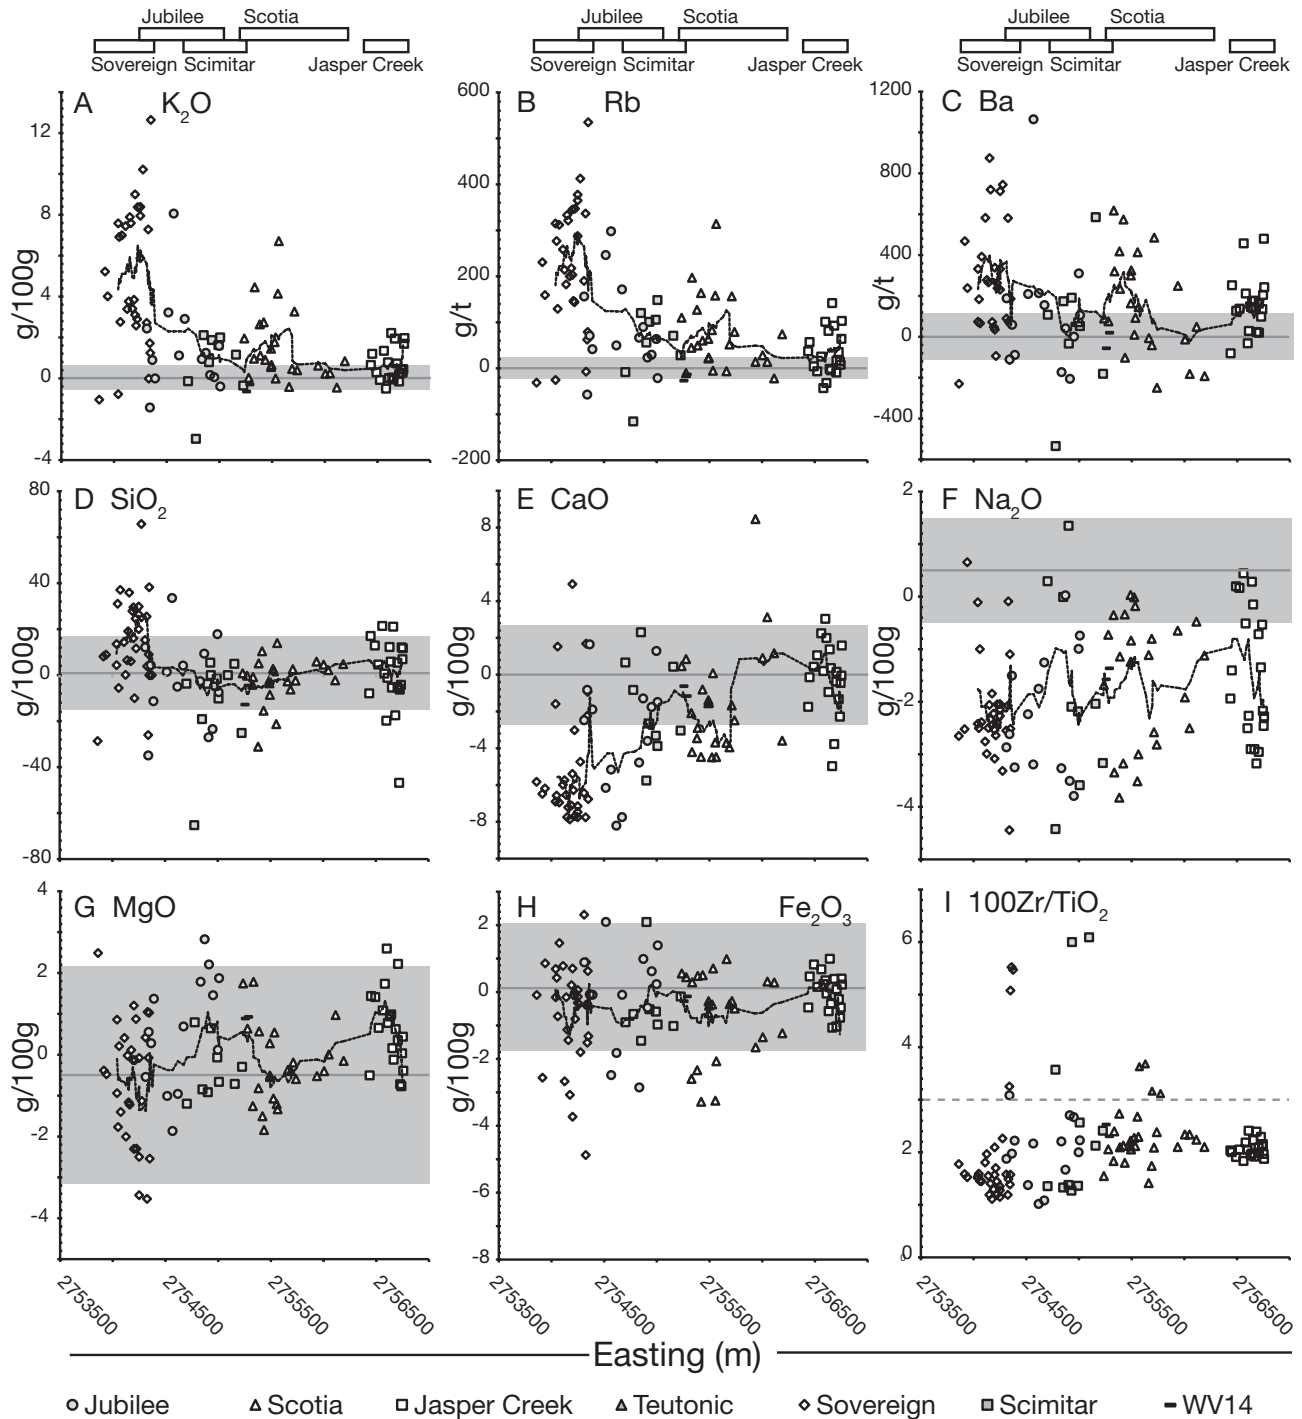 Jubilee Scotia
Sovereign Scimitar Jasper Creek
Jubilee Scotia
Sovereign Scimitar Jasper Creek
Jubilee Scotia
Sovereign Scimitar Jasper Creek
A K2O
12
8
4
0
-4
g/100g
B Rb
600
400
200
0
-200
g/t
C Ba
1200
800
400
0
-400
g/t
D SiO2
80
40
0
-40
-80
g/100g
E CaO
8
4
0
-4
-8
g/100g
F Na2O
2
0
-2
-4
g/100g
G MgO
4
2
0
-2
-4
g/100g
H Fe2O3
2
0
-2
-4
-6
-8
g/100g
I 100Zr/TiO2
6
4
2
0
0
2753500 2754500 2755500 2756500
2753500 2754500 2755500 2756500
2753500 2754500 2755500 2756500
Easting (m)
Jubilee Scotia Jasper Creek Teutonic Sovereign Scimitar WV14